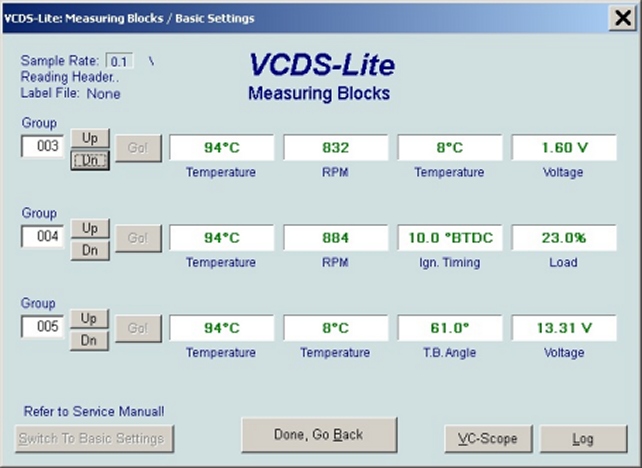 VCDS-Lite: Measuring Blocks / Basic Settings
Sample Rate: 0.1 \
Reading Header..
Label File: None
VCDS-Lite
Measuring Blocks
Group
003 Up Dn Go! 94°C 832 8°C 1.60 V
Temperature RPM Temperature Voltage
Group
004 Up Dn Go! 94°C 884 10.0 °BTDC 23.0%
Temperature RPM Ign. Timing Load
Group
005 Up Dn Go! 94°C 8°C 61.0° 13.31 V
Temperature Temperature T.B. Angle Voltage
Refer to Service Manual!
Switch To Basic Settings Done, Go Back VC-Scope Log